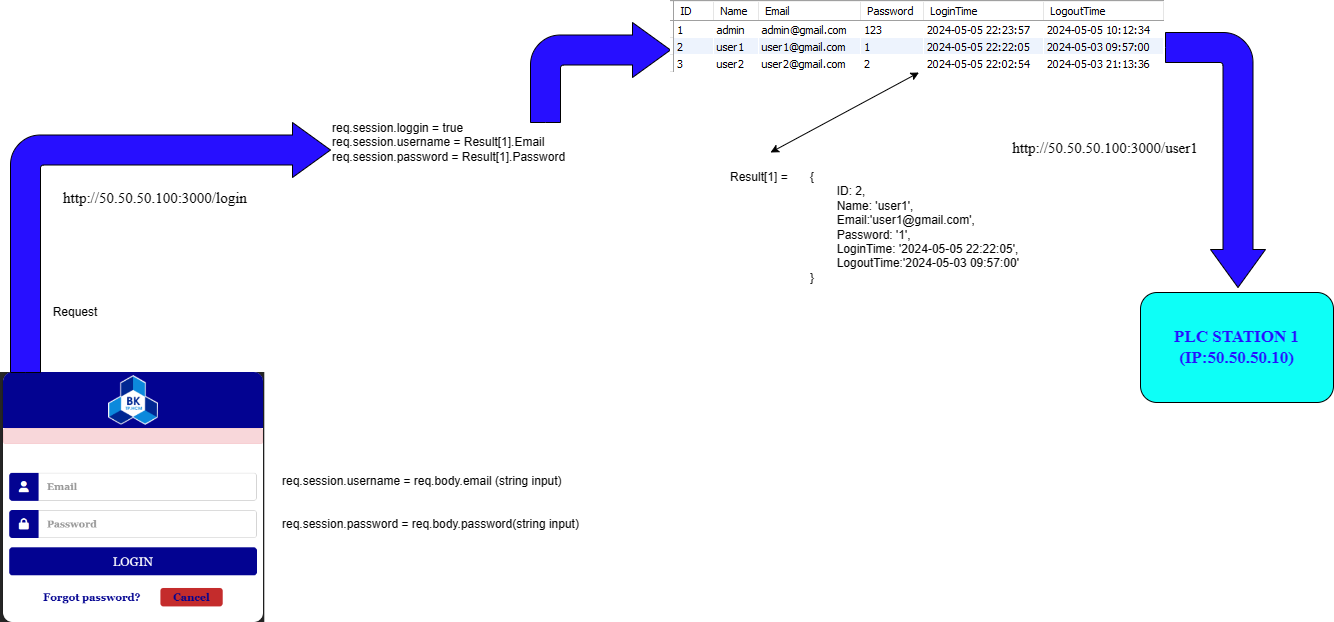 ID Name Email Password LoginTime LogoutTime
1 admin admin@gmail.com 123 2024-05-05 22:23:57 2024-05-05 10:12:34
2 user1 user1@gmail.com 1 2024-05-05 22:22:05 2024-05-03 09:57:00
3 user2 user2@gmail.com 2 2024-05-05 22:02:54 2024-05-03 21:13:36
req.session.loggin = true
req.session.username = Result[1].Email
req.session.password = Result[1].Password
http://50.50.50.100:3000/user1
Result[1] = {
ID: 2,
Name: 'user1',
Email:'user1@gmail.com',
Password: '1',
LoginTime: '2024-05-05 22:22:05',
LogoutTime:'2024-05-03 09:57:00'
}
http://50.50.50.100:3000/login
Request
PLC STATION 1
(IP:50.50.50.10)
BK
Email
req.session.username = req.body.email (string input)
Password
req.session.password = req.body.password(string input)
LOGIN
Forgot password? Cancel